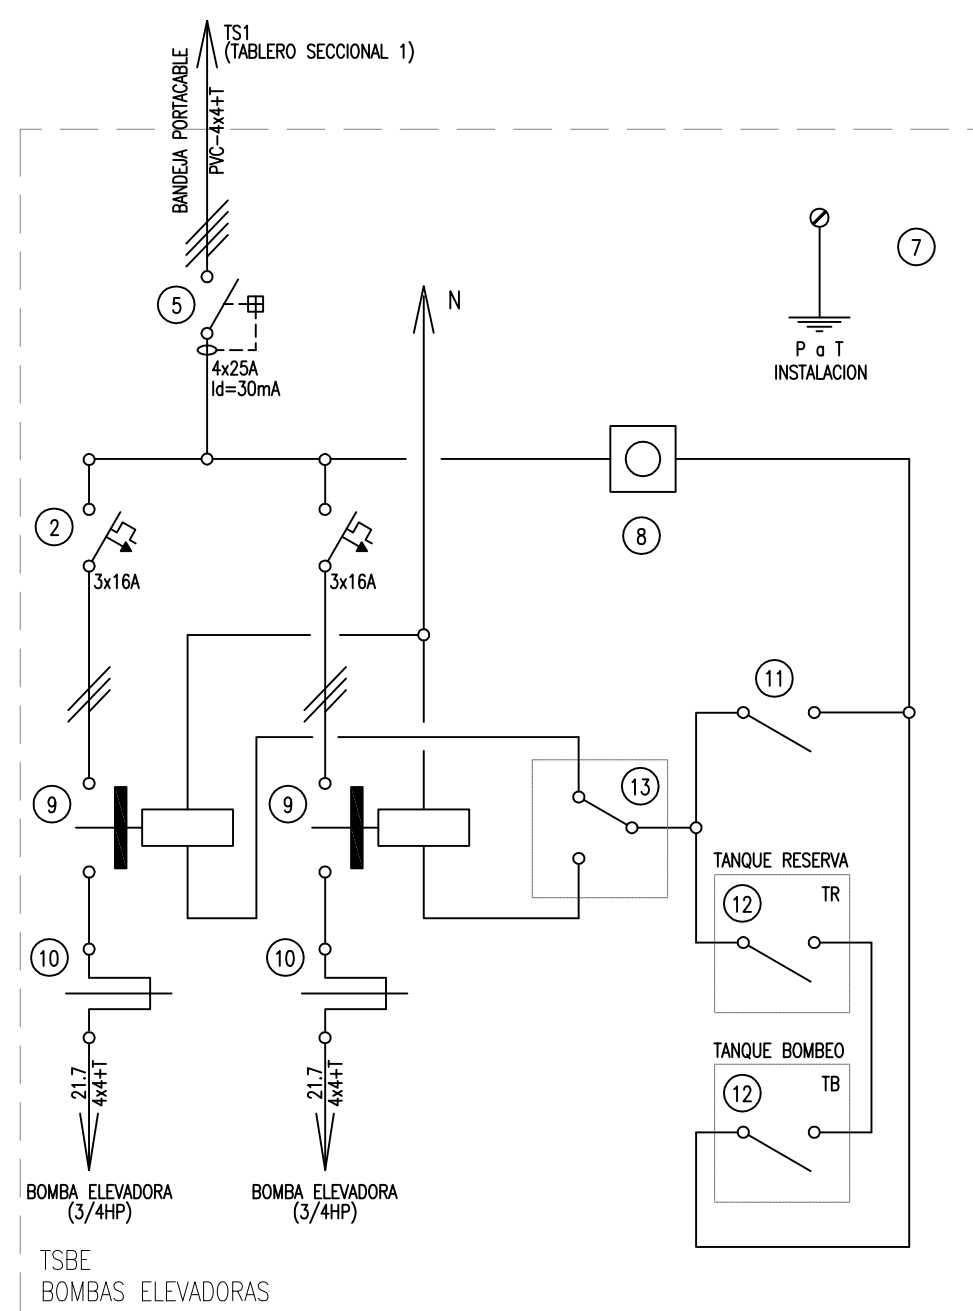 TS1
(TABLERO SECCIONAL 1)
BANDEJA PORTACABLE
PVC-4x4+T
7
5
N
4x25A
Id=30mA
P a T
INSTALACION
2
8
3x16A
3x16A
11
9
9
13
TANQUE RESERVA
12
TR
10
10
TANQUE BOMBEO
12
TB
21.7
4x4+T
21.7
4x4+T
BOMBA ELEVADORA
(3/4HP)
BOMBA ELEVADORA
(3/4HP)
TSBE
BOMBAS ELEVADORAS